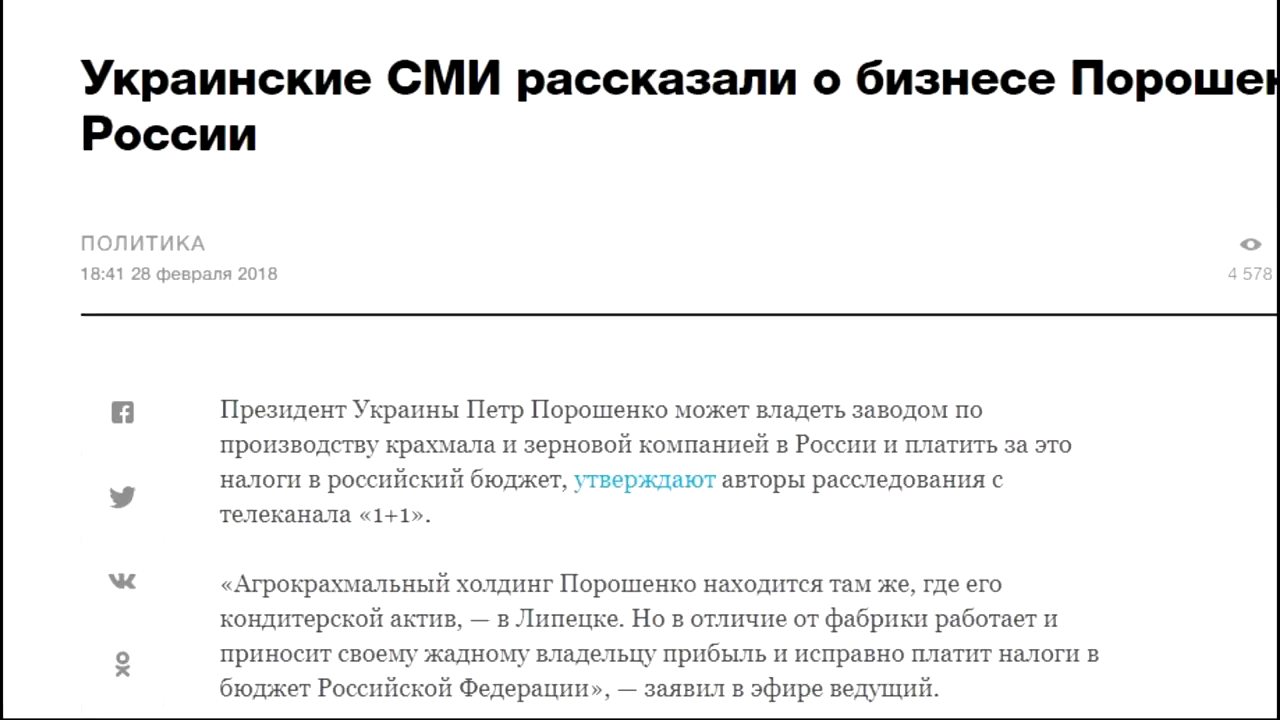 Украинские СМИ рассказали о бизнесе
России
ПОЛИТИКА
18:41 28 февраля 2018
4 578
Президент Украины Петр Порошенко может владеть заводом по
производству крахмала и зерновой компанией в России и платить за это
налоги в российский бюджет, утверждают авторы расследования с
телеканала «1+1».
«Агрокрахмальный холдинг Порошенко находится там же, где его
кондитерской актив, — в Липецке. Но в отличие от фабрики работает и
приносит своему жадному владельцу прибыль и исправно платит налоги в
бюджет Российской Федерации», — заявил в эфире ведущий.